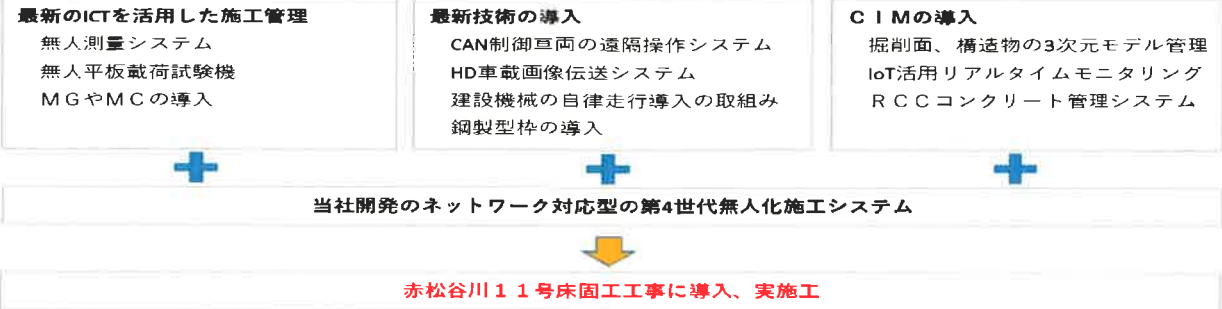 最新のICTを活用した施工管理
無人測量システム
無人平板載荷試験機
ＭＧやＭＣの導入
最新技術の導入
CAN制御車両の遠隔操作システム
HD車載画像伝送システム
建設機械の自律走行導入の取組み
鋼製型枠の導入
ＣＩＭの導入
掘削面、構造物の3次元モデル管理
IoT活用リアルタイムモニタリング
ＲＣＣコンクリート管理システム
当社開発のネットワーク対応型の第4世代無人化施工システム
赤松谷川１１号床固工工事に導入、実施工